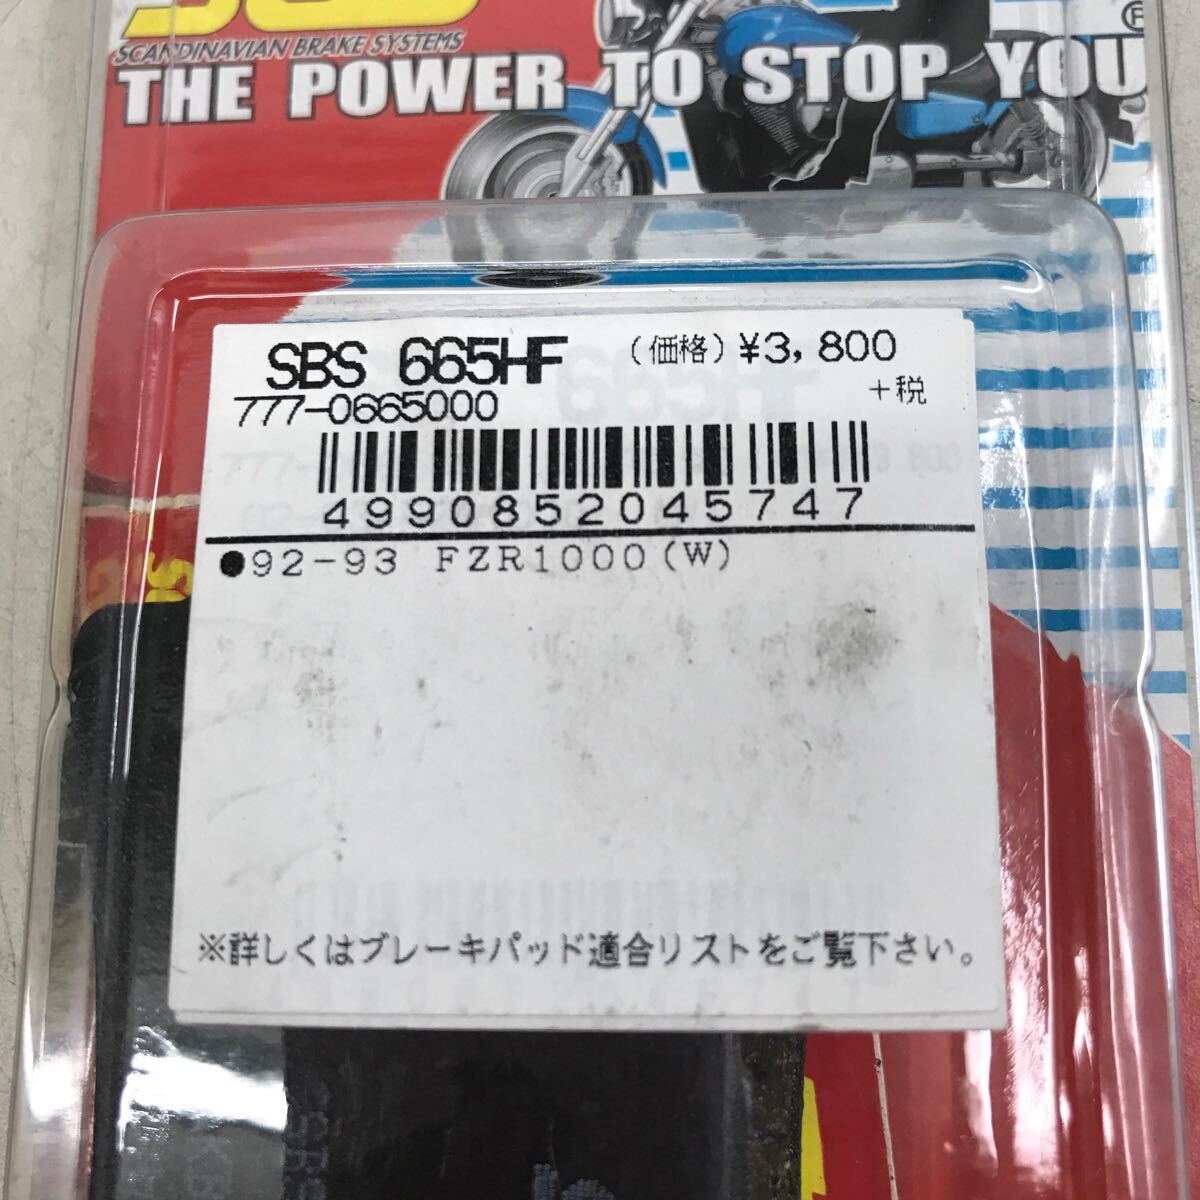 SBS
SCANDINAVIAN BRAKE SYSTEMS
THE POWER TO STOP YOU
SBS 665HF (価格) ¥3,800
777-0665000 +税
4990852045747
●92-93 FZR1000(W)
※詳しくはブレーキパッド適合リストをご覧下さい。